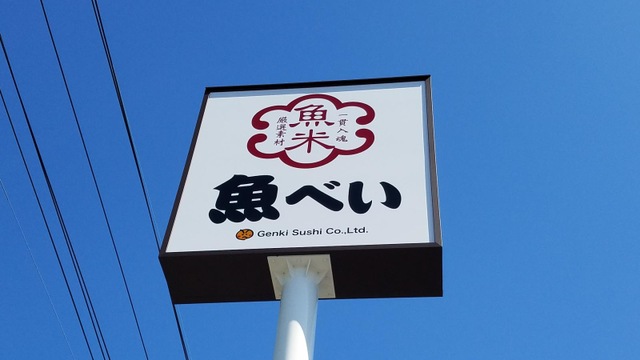 魚米
一貫入魂
厳選素材
魚べい
Genki Sushi Co.,Ltd.